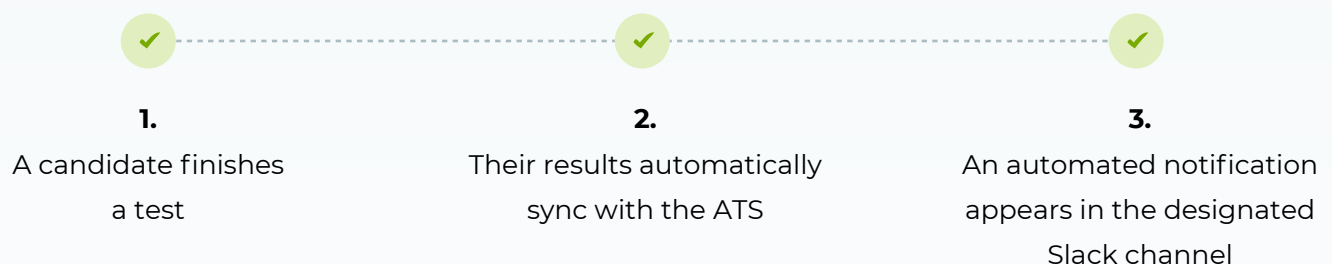 1.
A candidate finishes
a test
2.
Their results automatically
sync with the ATS
3.
An automated notification
appears in the designated
Slack channel